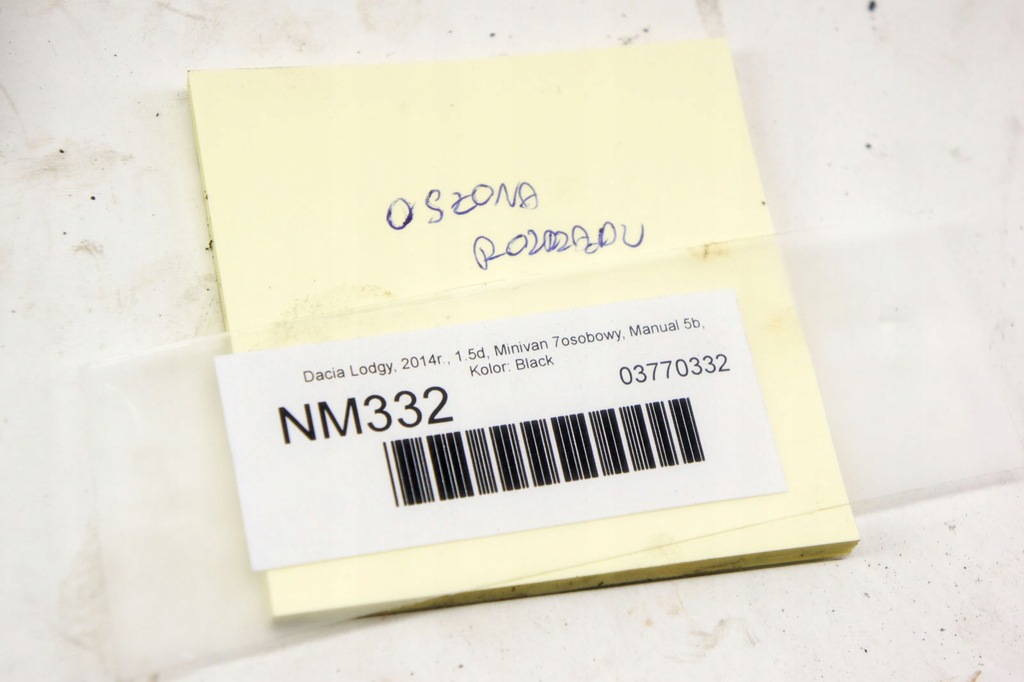 OSŁONA
ROZRZĄDU
Dacia Lodgy, 2014r., 1.5d, Minivan 7osobowy, Manual 5b,
Kolor: Black
NM332
03770332